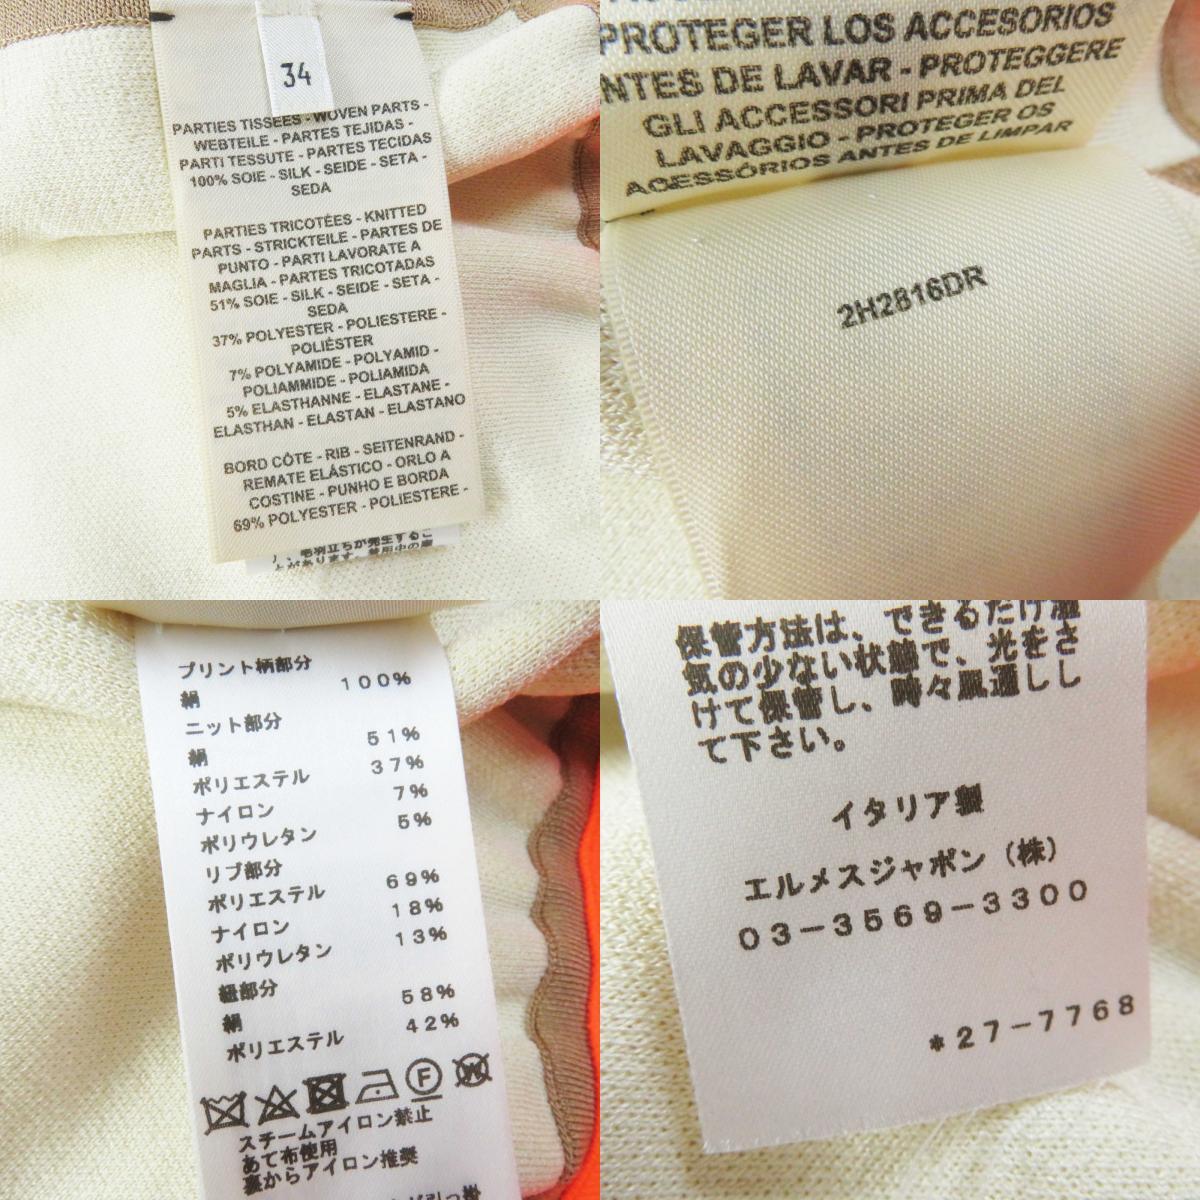 34
PARTIES TISSÉES - WOVEN PARTS -
WEBTEILE - PARTES TEJIDAS -
PARTI TESSUTE - PARTES TECIDAS
100% SOIE - SILK - SEIDE - SETA -
SEDA
PARTIES TRICOTÉES - KNITTED
PARTS - STRICKTEILE - PARTES DE
PUNTO - PARTI LAVORATE A
MAGLIA - PARTES TRICOTADAS
51% SOIE - SILK - SEIDE - SETA -
SEDA
37% POLYESTER - POLIESTERE -
POLIÉSTER
7% POLYAMIDE - POLYAMID -
POLIAMMIDE - POLIAMIDA
5% ELASTHANNE - ELASTANE -
ELASTHAN - ELASTAN - ELASTANO
BORD CÔTE - RIB - SEITENRAND -
REMATE ELÁSTICO - ORLO A
COSTINE - PUNHO E BORDA
69% POLYESTER - POLIESTERE -
毛羽立ちが発生するこ
PROTEGER LOS ACCESORIOS
ANTES DE LAVAR - PROTEGGERE
GLI ACCESSORI PRIMA DEL
LAVAGGIO - PROTEGER OS
ACESSÓRIOS ANTES DE LIMPAR
2H2816DR
プリント柄部分
絹 100%
ニット部分
絹 51%
ポリエステル 37%
ナイロン 7%
ポリウレタン 5%
リブ部分
ポリエステル 69%
ナイロン 18%
ポリウレタン 13%
紐部分
絹 58%
ポリエステル 42%
F W
スチームアイロン禁止
あて布使用
裏からアイロン推奨
保管方法は、できるだけ湿
気の少ない状態で、光をさ
けて保管し、時々風通しし
て下さい。
イタリア製
エルメスジャポン（株）
03-3569-3300
*27-7768